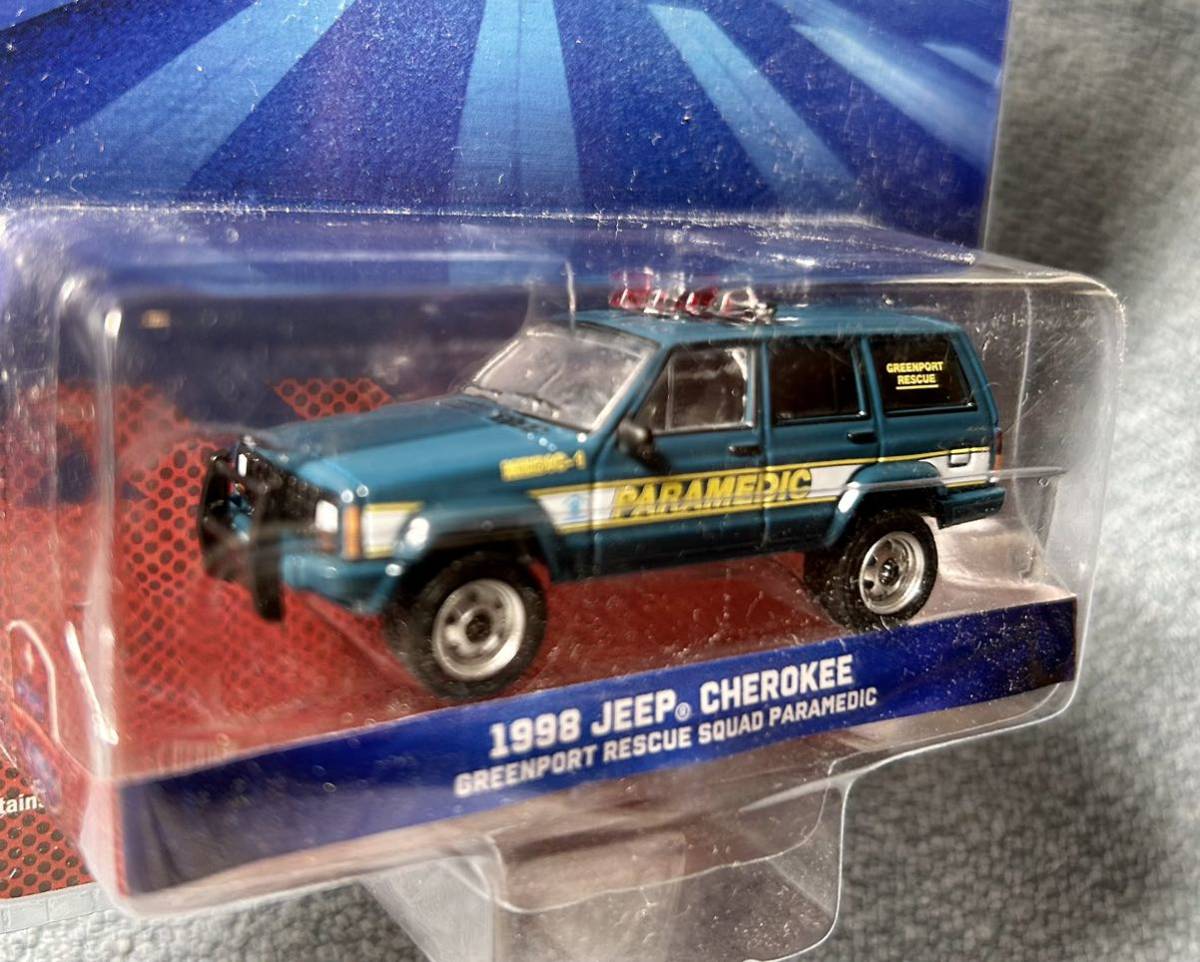 GREENPORT
RESCUE
PARAMEDIC
1998 JEEP® CHEROKEE
GREENPORT RESCUE SQUAD PARAMEDIC